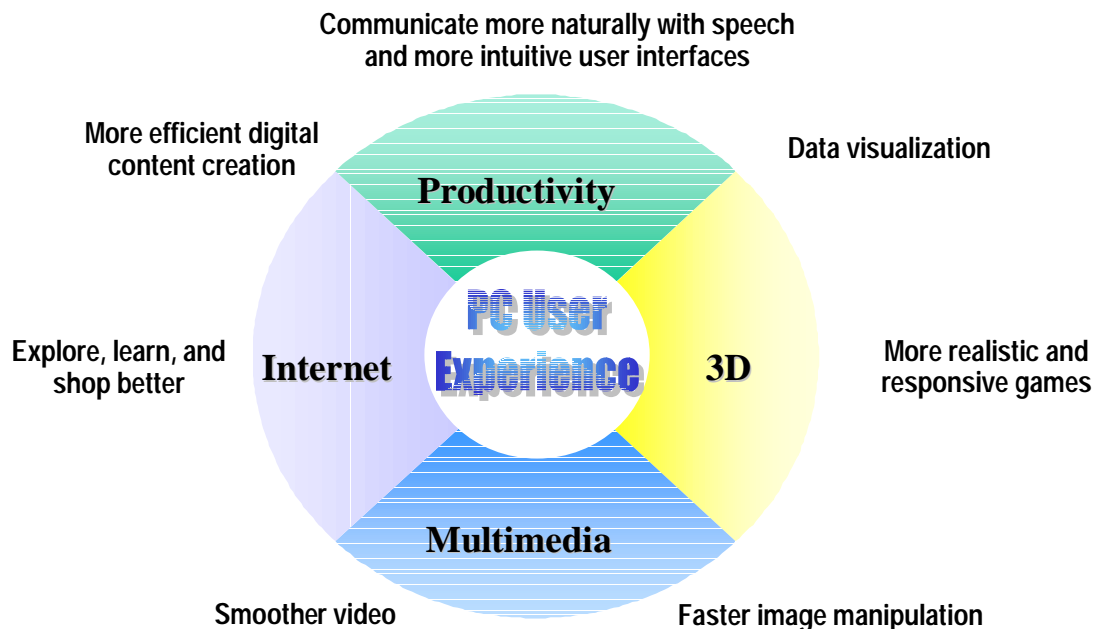 Communicate more naturally with speech
and more intuitive user interfaces
More efficient digital
content creation
Data visualization
Productivity
PC User
Experience
Explore, learn, and
shop better
Internet
3D
More realistic and
responsive games
Multimedia
Smoother video
Faster image manipulation